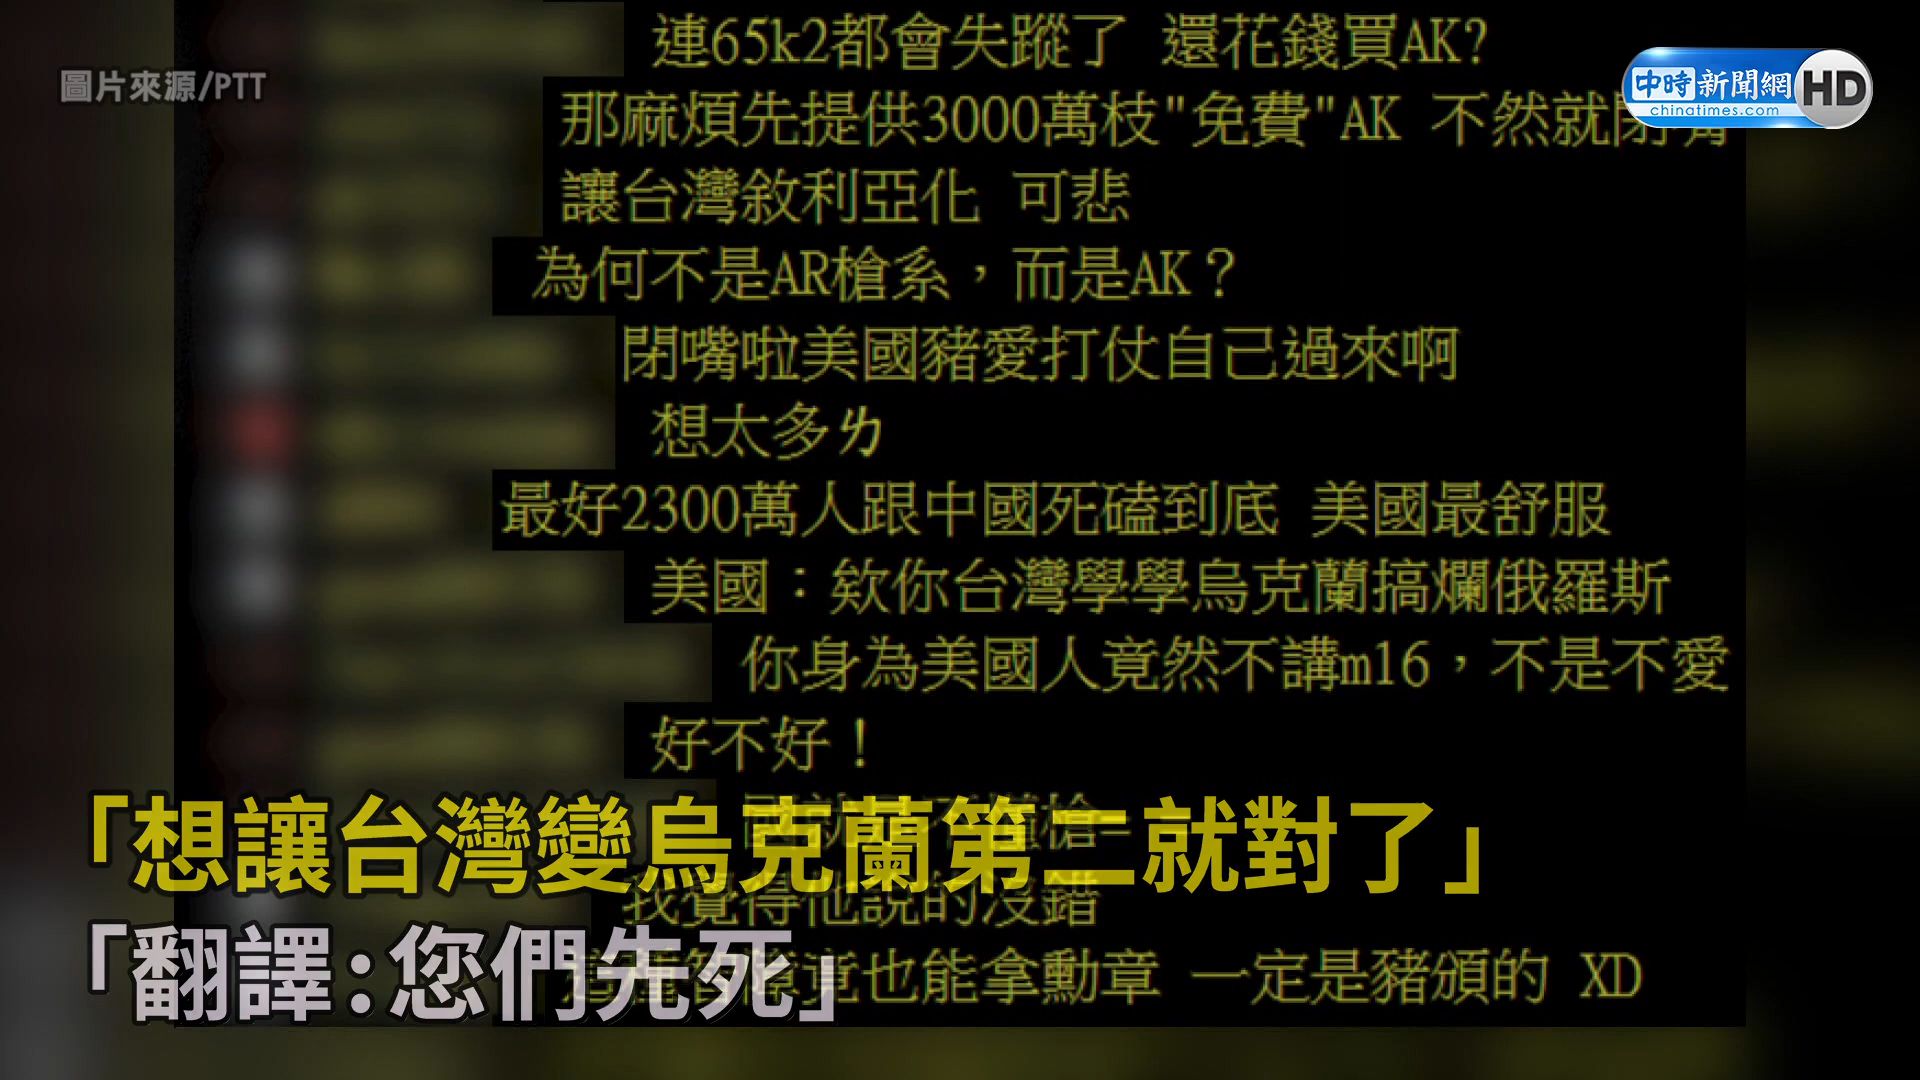 連65k2都會失蹤了 還花錢買AK?
圖片來源/PTT
中時新聞網 HD
chinatimes.com
那麻煩先提供3000萬枝"免費"AK 不然就閉嘴
讓台灣敘利亞化 可悲
為何不是AR槍系，而是AK？
閉嘴啦美國豬愛打仗自己過來啊
想太多ㄌ
最好2300萬人跟中國死磕到底 美國最舒服
美國：欸你台灣學學烏克蘭搞爛俄羅斯
你身為美國人竟然不講m16，不是不愛
好不好！
「想讓台灣變烏克蘭第二就對了」
我覺得他說的沒錯
「翻譯：您們先死」
竟也能拿勳章 一定是豬頒的 XD